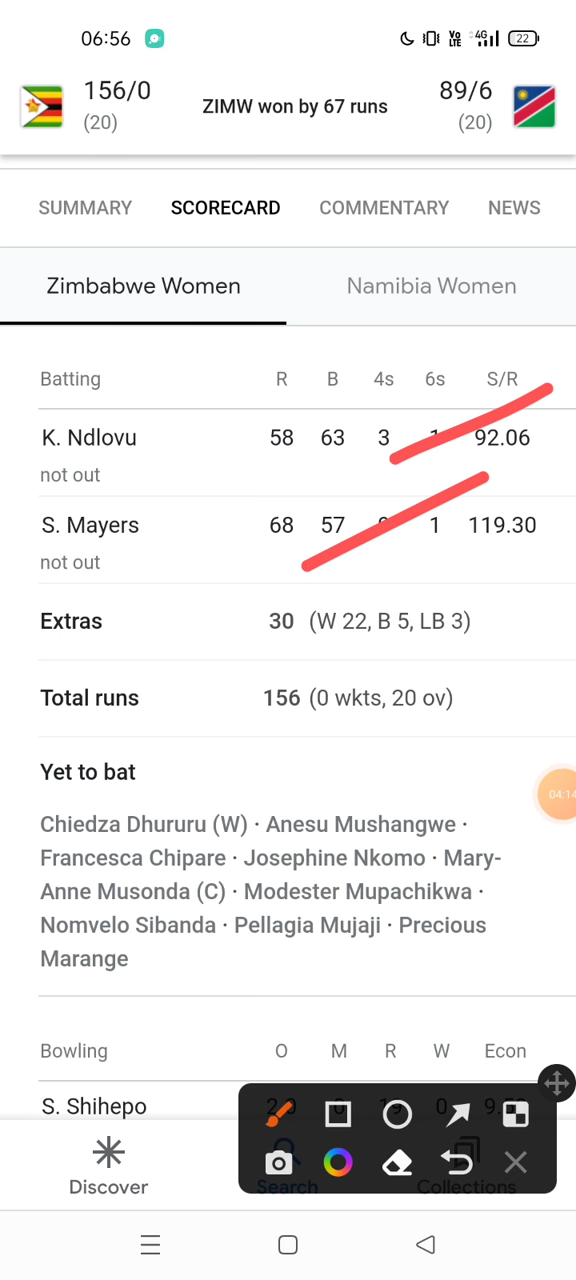 06:56
VO LTE 4G 22
156/0 89/6
(20) ZIMW won by 67 runs (20)
SUMMARY SCORECARD COMMENTARY NEWS
Zimbabwe Women Namibia Women
Batting R B 4s 6s S/R
K. Ndlovu 58 63 3 1 92.06
not out
S. Mayers 68 57 1 119.30
not out
Extras 30 (W 22, B 5, LB 3)
Total runs 156 (0 wkts, 20 ov)
Yet to bat
04:14
Chiedza Dhururu (W) · Anesu Mushangwe ·
Francesca Chipare · Josephine Nkomo · Mary-
Anne Musonda (C) · Modester Mupachikwa ·
Nomvelo Sibanda · Pellagia Mujaji · Precious
Marange
Bowling O M R W Econ
S. Shihepo
Discover Search Collections